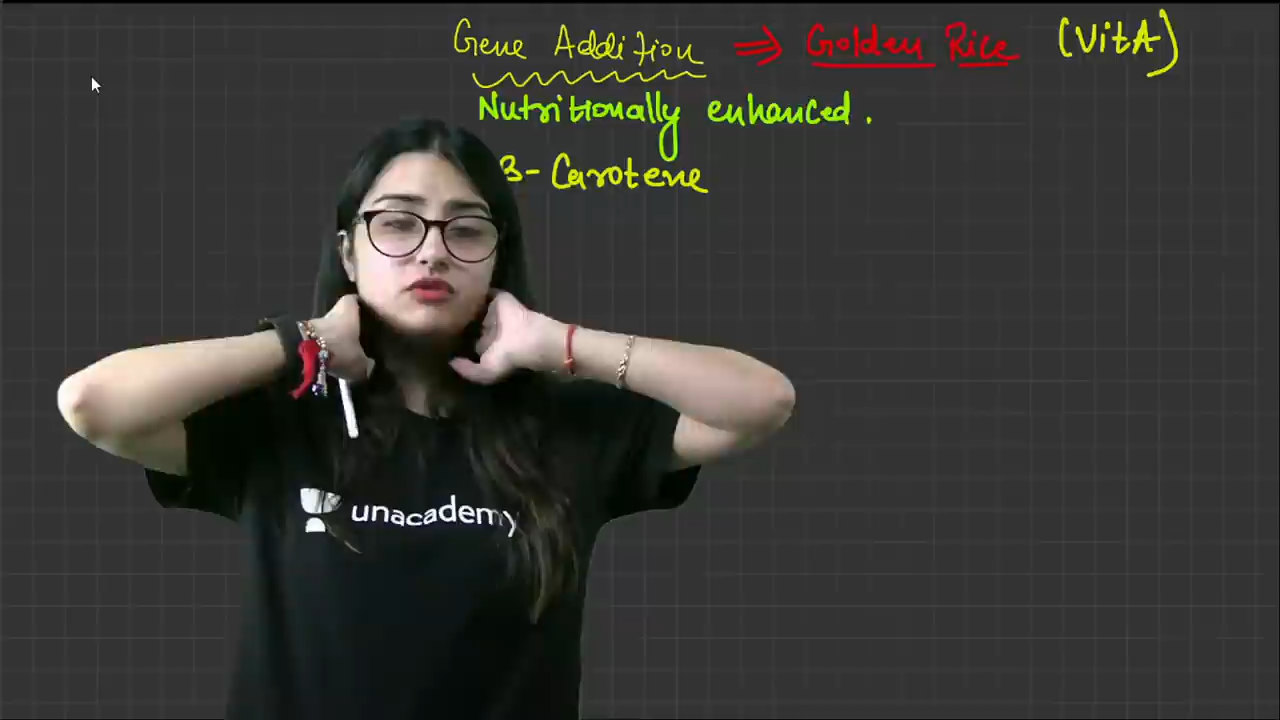 Gene Addition ⇒ Golden Rice (VitA)
Nutritionally enhanced.
β- Carotene
unacademy